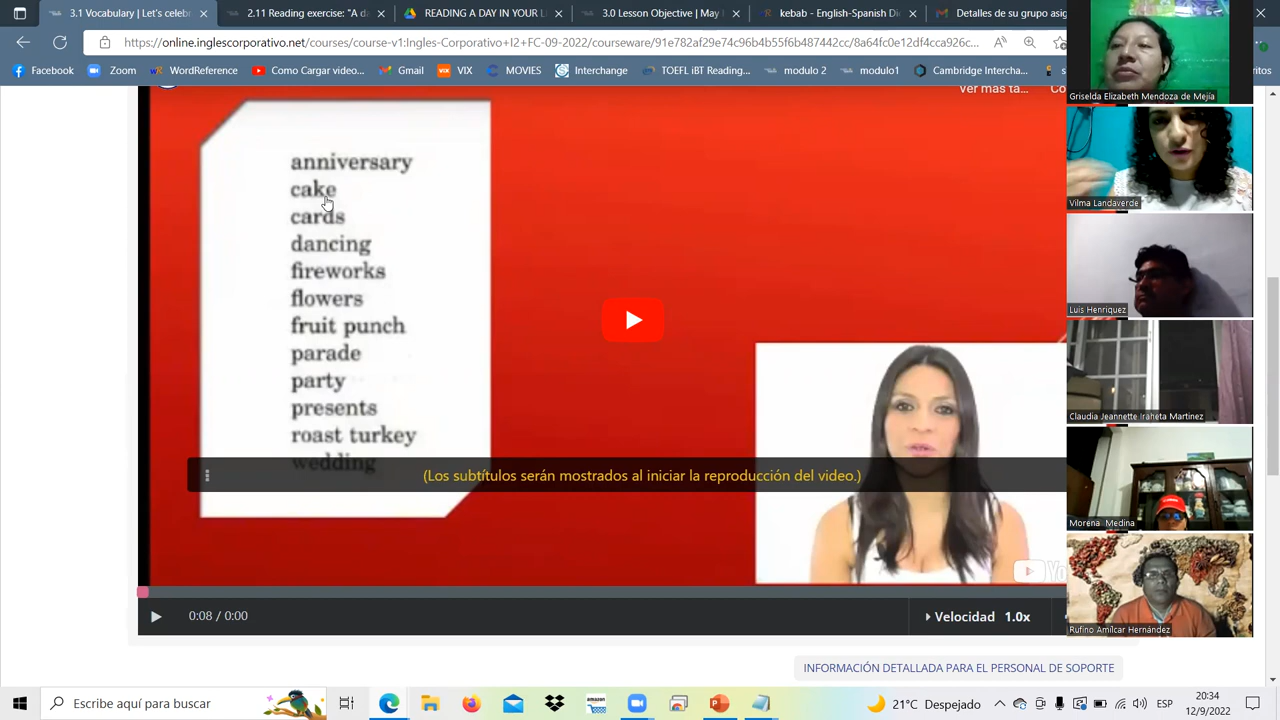 3.1 Vocabulary | Let's celebr
2.11 Reading exercise: "A d
READING A DAY IN YOUR L
3.0 Lesson Objective | May I
kebab - English-Spanish Di
Detalles de su grupo asig
https://online.inglescorporativo.net/courses/course-v1:Ingles-Corporativo+I2+FC-09-2022/courseware/91e782af29e74c96b4b55f6b487442cc/8a64fc0e12df4cca926c...
Facebook
Zoom
WordReference
Como Cargar video...
Gmail
VIX
MOVIES
Interchange
TOEFL iBT Reading...
modulo 2
modulo1
Cambridge Intercha...
Ver más ta...
anniversary
cake
cards
dancing
fireworks
flowers
fruit punch
parade
party
presents
roast turkey
wedding
(Los subtítulos serán mostrados al iniciar la reproducción del video.)
0:08 / 0:00
Velocidad 1.0x
INFORMACIÓN DETALLADA PARA EL PERSONAL DE SOPORTE
Griselda Elizabeth Mendoza de Mejía
Vilma Landaverde
Luis Henriquez
Claudia Jeannette Iraheta Martinez
Morena Medina
Rufino Amílcar Hernández
Escribe aquí para buscar
21°C Despejado
ESP
20:34
12/9/2022